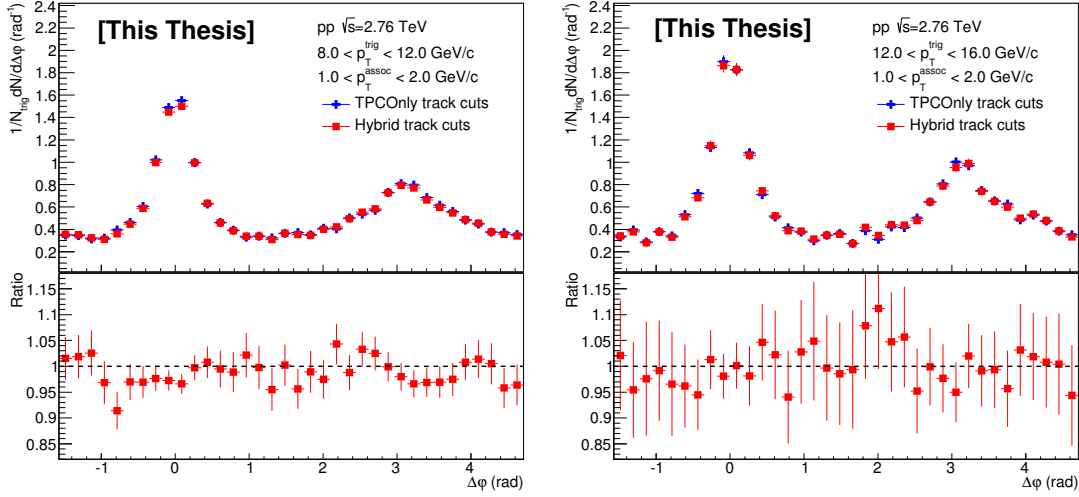 [This Thesis]
pp √s=2.76 TeV
8.0 < p_T^trig < 12.0 GeV/c
1.0 < p_T^assoc < 2.0 GeV/c
TPCOnly track cuts
Hybrid track cuts
1/N_trig dN/dΔφ (rad⁻¹)
2.4
2.2
2
1.8
1.6
1.4
1.2
1
0.8
0.6
0.4
0.2
Ratio
1.15
1.1
1.05
1
0.95
0.9
0.85
-1 0 1 2 3 4
Δφ (rad)
[This Thesis]
pp √s=2.76 TeV
12.0 < p_T^trig < 16.0 GeV/c
1.0 < p_T^assoc < 2.0 GeV/c
TPCOnly track cuts
Hybrid track cuts
1/N_trig dN/dΔφ (rad⁻¹)
2.4
2.2
2
1.8
1.6
1.4
1.2
1
0.8
0.6
0.4
0.2
Ratio
1.15
1.1
1.05
1
0.95
0.9
0.85
-1 0 1 2 3 4
Δφ (rad)